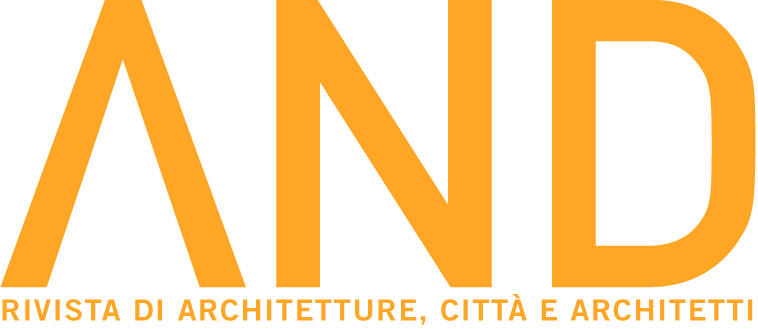 AND
RIVISTA DI ARCHITETTURE, CITTÀ E ARCHITETTI